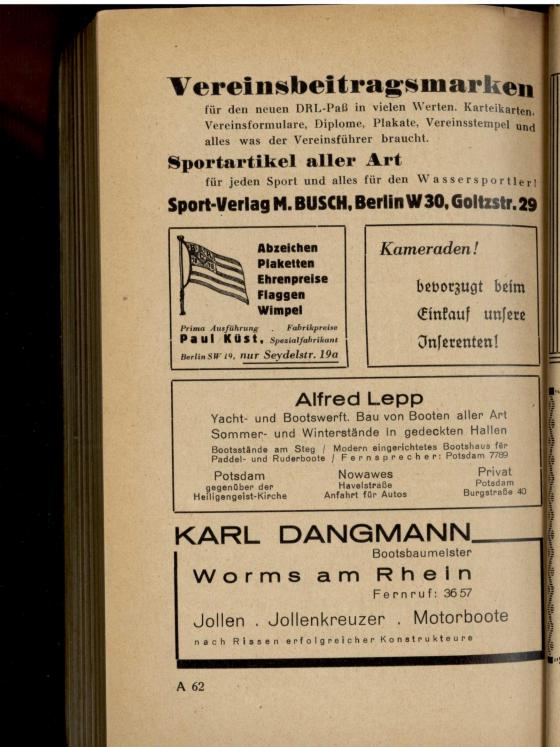 Vereinsbeitragsmarken
für den neuen DRL-Paß in vielen Werten. Karteikarten,
Vereinsformulare, Diplome, Plakate, Vereinsstempel und
alles was der Vereinsführer braucht.
Sportartikel aller Art
für jeden Sport und alles für den Wassersportler!
Sport-Verlag M. BUSCH, Berlin W 30, Goltzstr. 29
Abzeichen
Plaketten
Ehrenpreise
Flaggen
Wimpel
Prima Ausführung . Fabrikpreise
Paul Küst, Spezialfabrikant
Berlin SW 19, nur Seydelstr. 19a
Kameraden!
bevorzugt beim
Einkauf unsere
Inserenten!
Alfred Lepp
Yacht- und Bootswerft. Bau von Booten aller Art
Sommer- und Winterstände in gedeckten Hallen
Bootsstände am Steg / Modern eingerichtetes Bootshaus für
Paddel- und Ruderboote / Fernsprecher: Potsdam 7789
Potsdam
gegenüber der
Heiligengeist-Kirche
Nowawes
Havelstraße
Anfahrt für Autos
Privat
Potsdam
Burgstraße 40
KARL DANGMANN
Bootsbaumeister
Worms am Rhein
Fernruf: 3657
Jollen . Jollenkreuzer . Motorboote
nach Rissen erfolgreicher Konstrukteure
A 62